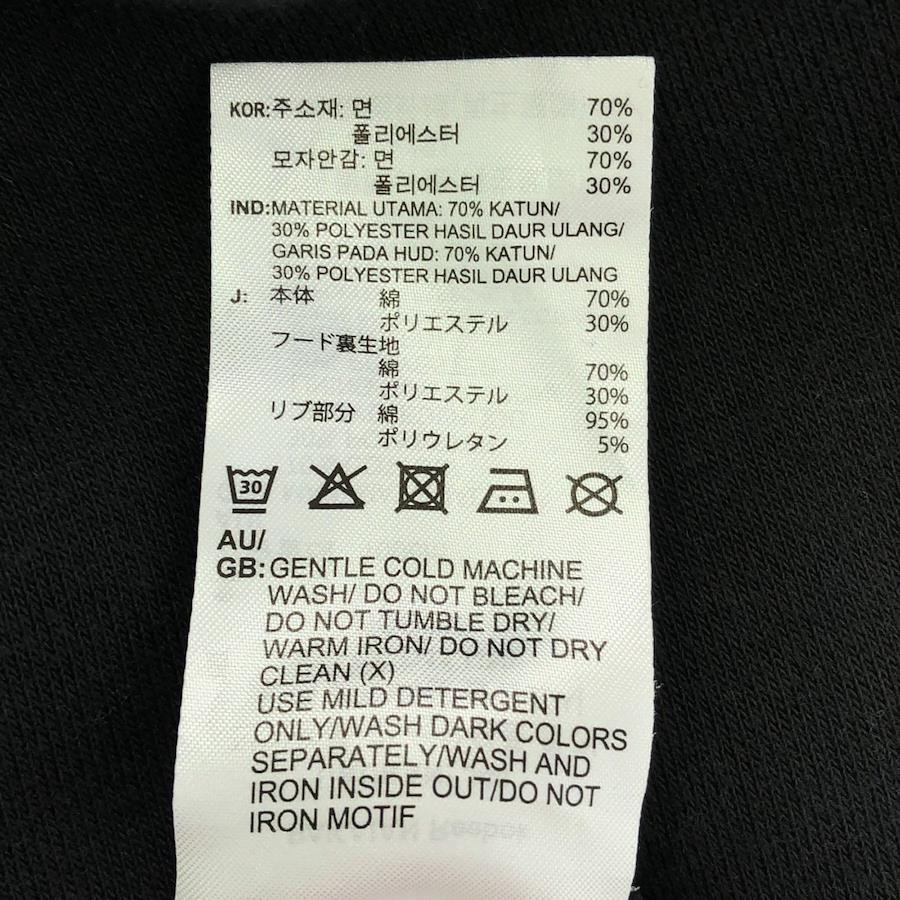 KOR:주소재: 면 70%
폴리에스터 30%
모자안감: 면 70%
폴리에스터 30%
IND:MATERIAL UTAMA: 70% KATUN/
30% POLYESTER HASIL DAUR ULANG/
GARIS PADA HUD: 70% KATUN/
30% POLYESTER HASIL DAUR ULANG
J: 本体 綿 70%
ポリエステル 30%
フード裏生地
綿 70%
ポリエステル 30%
リブ部分 綿 95%
ポリウレタン 5%
30
AU/
GB:GENTLE COLD MACHINE
WASH/ DO NOT BLEACH/
DO NOT TUMBLE DRY/
WARM IRON/ DO NOT DRY
CLEAN (X)
USE MILD DETERGENT
ONLY/WASH DARK COLORS
SEPARATELY/WASH AND
IRON INSIDE OUT/DO NOT
IRON MOTIF